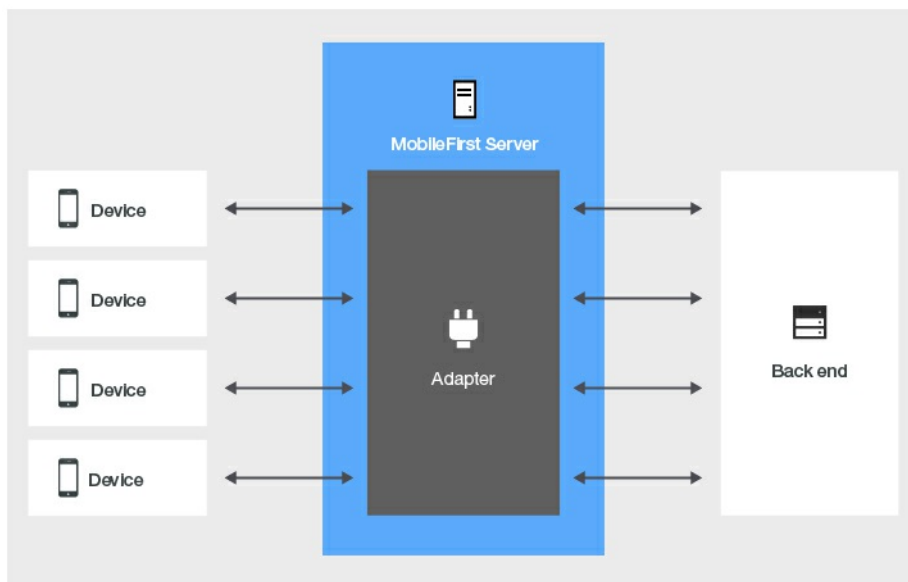 MobileFirst Server
Device
Device
Device
Device
Adapter
Back end